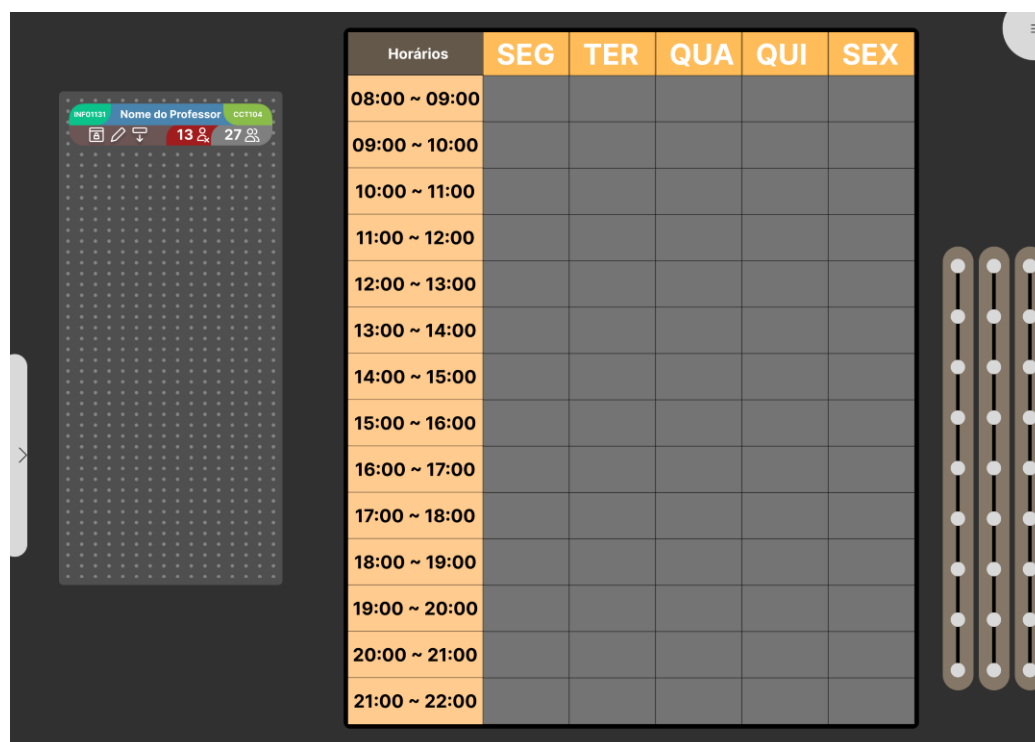 INF01131 Nome do Professor CCT104
13 27
Horários SEG TER QUA QUI SEX
08:00 ~ 09:00
09:00 ~ 10:00
10:00 ~ 11:00
11:00 ~ 12:00
12:00 ~ 13:00
13:00 ~ 14:00
14:00 ~ 15:00
15:00 ~ 16:00
16:00 ~ 17:00
17:00 ~ 18:00
18:00 ~ 19:00
19:00 ~ 20:00
20:00 ~ 21:00
21:00 ~ 22:00